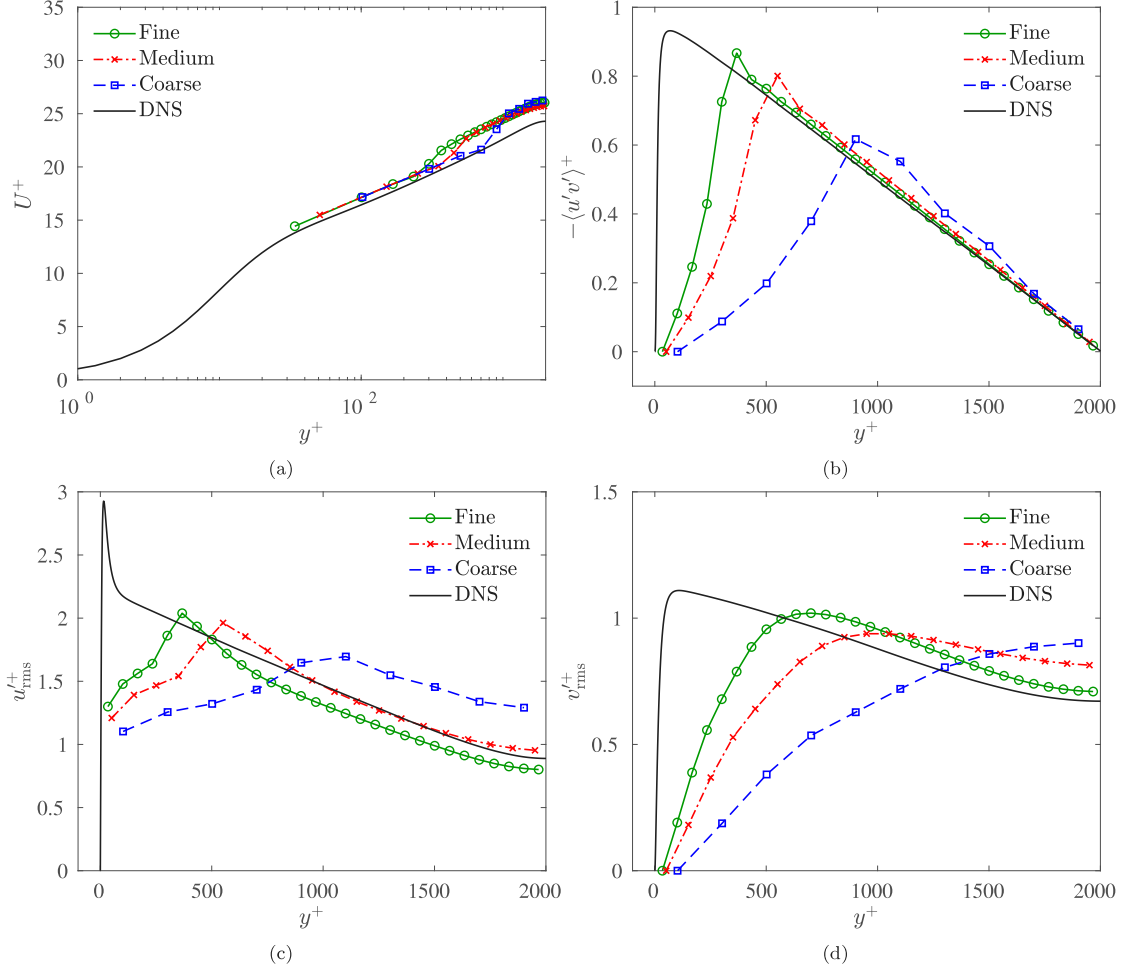 35
30
25
20
15
10
5
0
10^0
10^2
U^+
y^+
Fine
Medium
Coarse
DNS
(a)
1
0.8
0.6
0.4
0.2
0
0
500
1000
1500
2000
−⟨u′v′⟩^+
y^+
Fine
Medium
Coarse
DNS
(b)
3
2.5
2
1.5
1
0.5
0
0
500
1000
1500
2000
u′^+_rms
y^+
Fine
Medium
Coarse
DNS
(c)
1.5
1
0.5
0
0
500
1000
1500
2000
v′^+_rms
y^+
Fine
Medium
Coarse
DNS
(d)